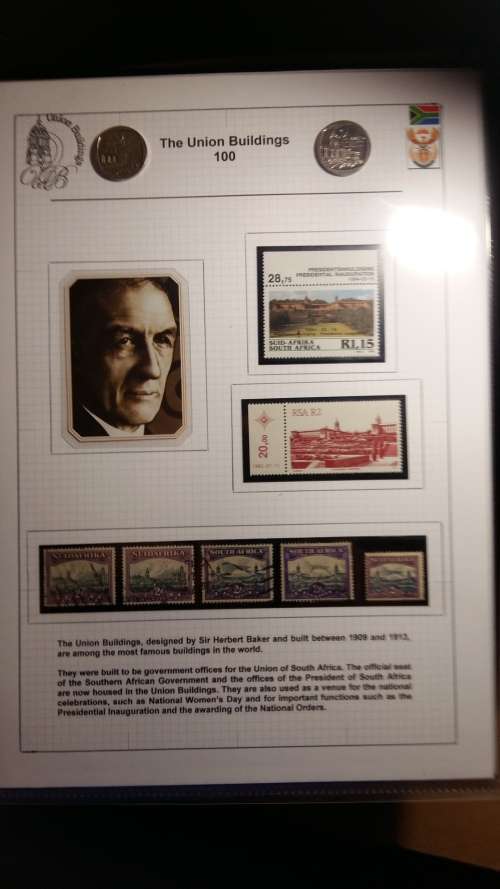 Union Buildings
The Union Buildings
100
28,75
PRESIDENTSINHULDIGING
PRESIDENTIAL INAUGURATION
1994-05-10
SUID-AFRIKA
SOUTH AFRICA
R1,15
RSA R2
20,00
SUIDAFRIKA
SUIDAFRIKA
SOUTH AFRICA
SOUTH AFRICA
The Union Buildings, designed by Sir Herbert Baker and built between 1909 and 1913,
are among the most famous buildings in the world.
They were built to be government offices for the Union of South Africa. The official seat
of the Southern African Government and the offices of the President of South Africa
are now housed in the Union Buildings. They are also used as a venue for the national
celebrations, such as National Women's Day and for important functions such as the
Presidential Inauguration and the awarding of the National Orders.